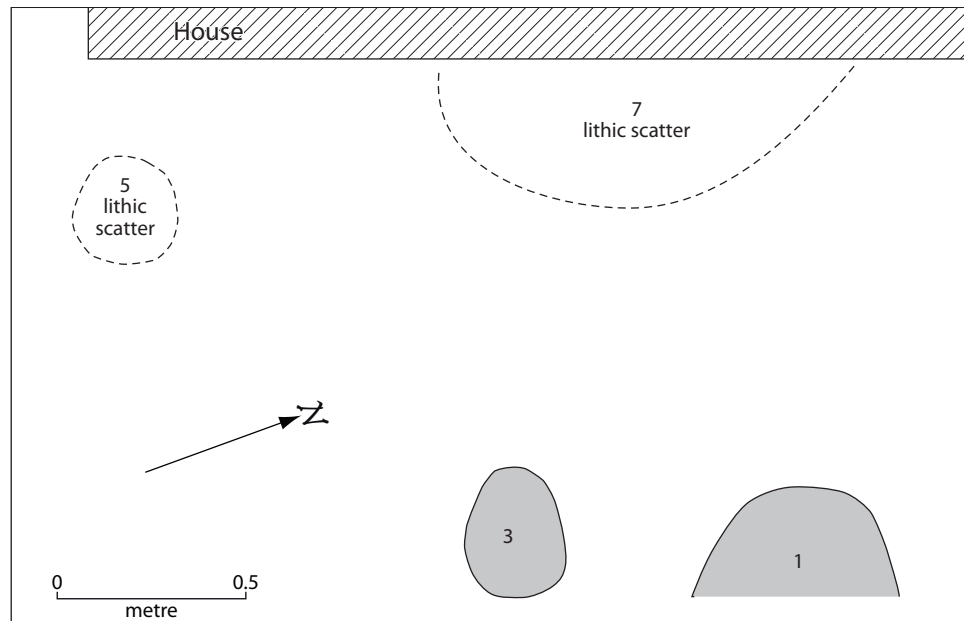 House
7
lithic scatter
5
lithic
scatter
N
3
1
0 0.5
metre